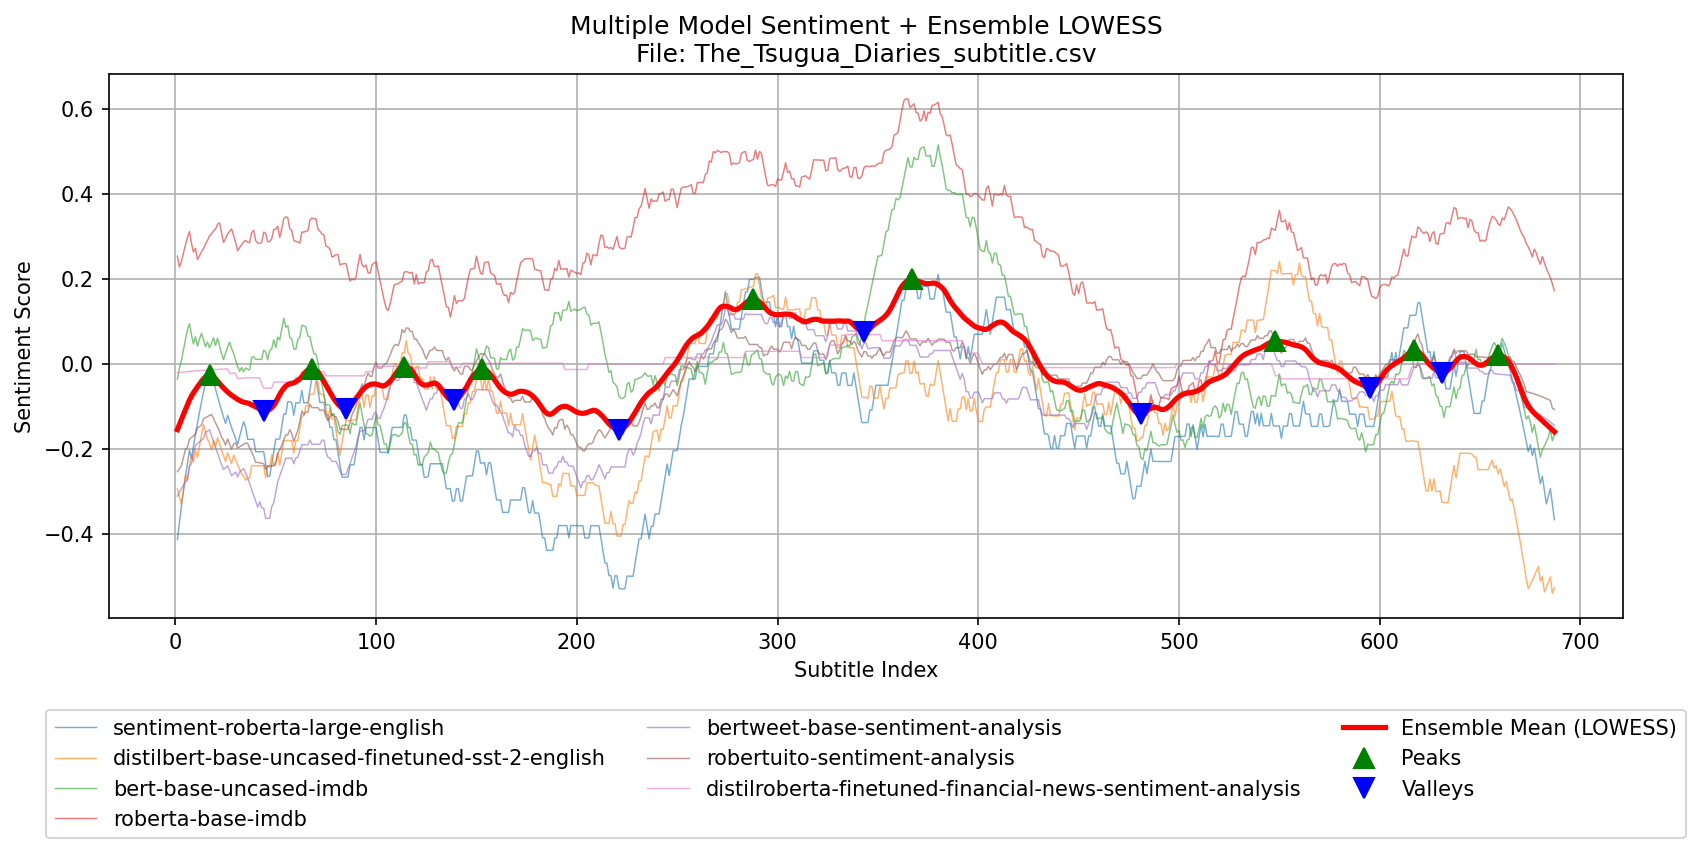 Multiple Model Sentiment + Ensemble LOWESS
File: The_Tsugua_Diaries_subtitle.csv
Sentiment Score
0.6
0.4
0.2
0.0
−0.2
−0.4
0 100 200 300 400 500 600 700
Subtitle Index
sentiment-roberta-large-english
distilbert-base-uncased-finetuned-sst-2-english
bert-base-uncased-imdb
roberta-base-imdb
bertweet-base-sentiment-analysis
robertuito-sentiment-analysis
distilroberta-finetuned-financial-news-sentiment-analysis
Ensemble Mean (LOWESS)
Peaks
Valleys